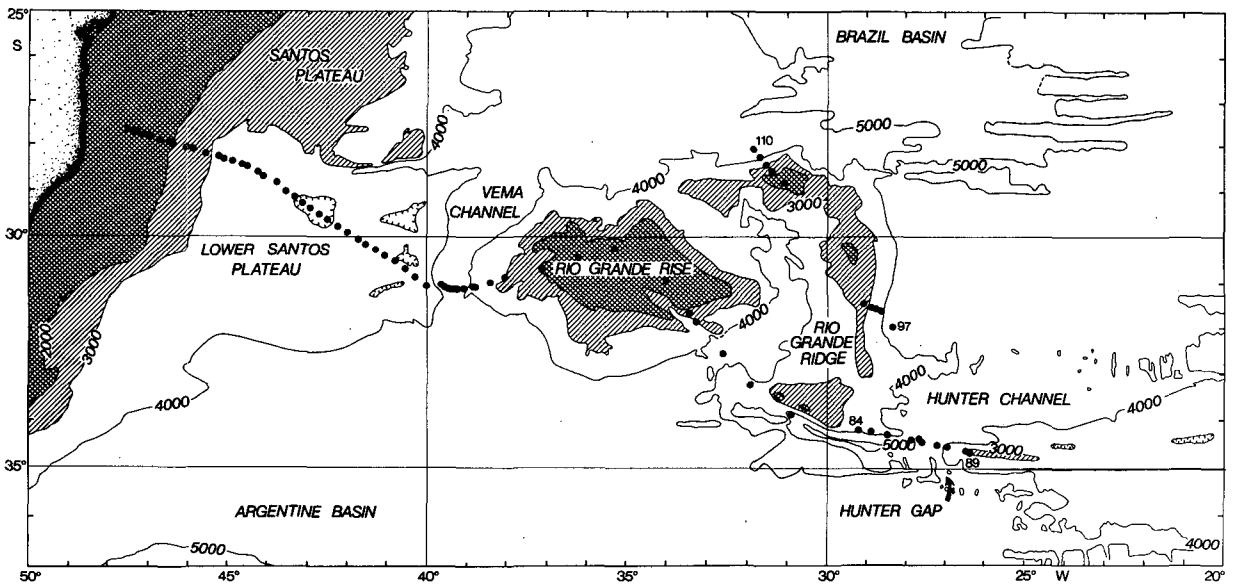 25°
S
SANTOS
PLATEAU
BRAZIL BASIN
4000
5000
110
5000
VEMA
CHANNEL
4000
3000
30°
LOWER SANTOS
PLATEAU
RIO GRANDE RISE
2000
3000
4000
RIO
GRANDE
RIDGE
97
4000
4000
HUNTER CHANNEL
4000
84
5000
3000
89
35°
ARGENTINE BASIN
HUNTER GAP
5000
4000
50°
45°
40°
35°
30°
25°
W
20°